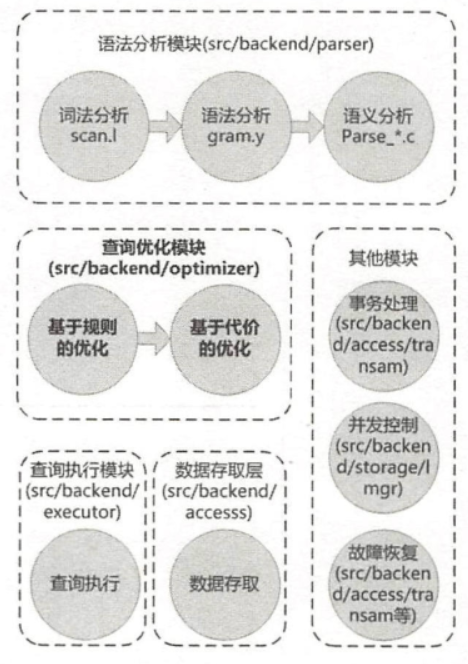 语法分析模块(src/backend/parser)
词法分析
scan.l
语法分析
gram.y
语义分析
Parse_*.c
查询优化模块
(src/backend/optimizer)
基于规则
的优化
基于代价
的优化
其他模块
事务处理
(src/backen
d/access/tra
nsam)
并发控制
(src/backen
d/storage/l
mgr)
故障恢复
(src/backen
d/access/tra
nsam等)
查询执行模块
(src/backend/
executor)
查询执行
数据存取层
(src/backend/
accesss)
数据存取